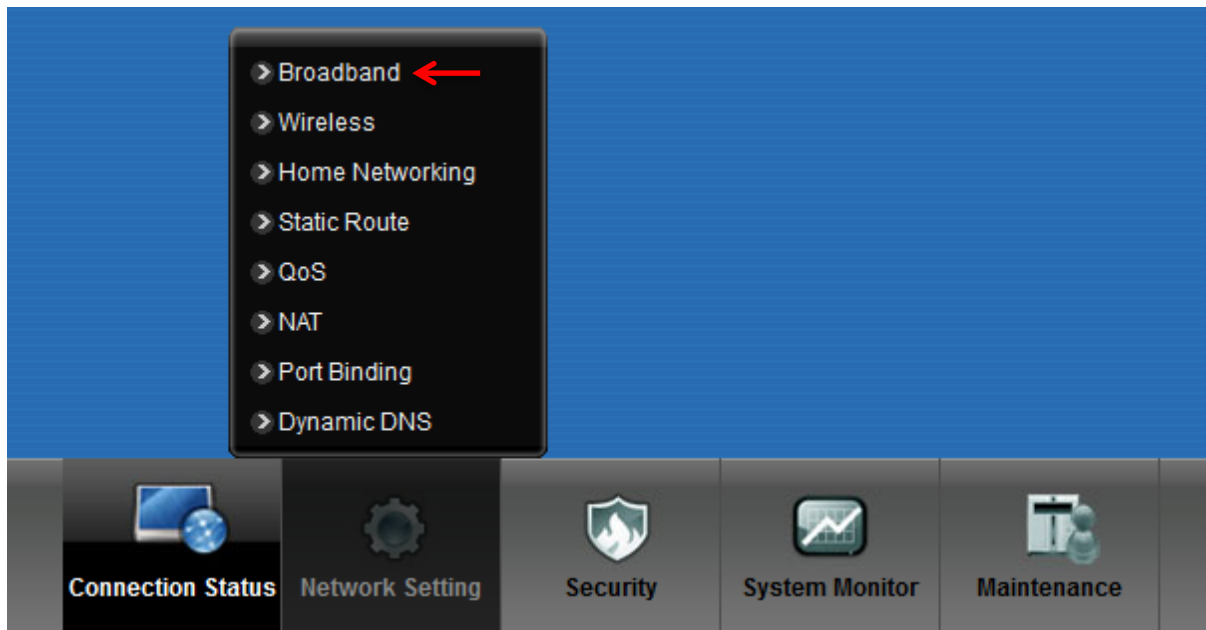 Broadband
Wireless
Home Networking
Static Route
QoS
NAT
Port Binding
Dynamic DNS
Connection Status
Network Setting
Security
System Monitor
Maintenance